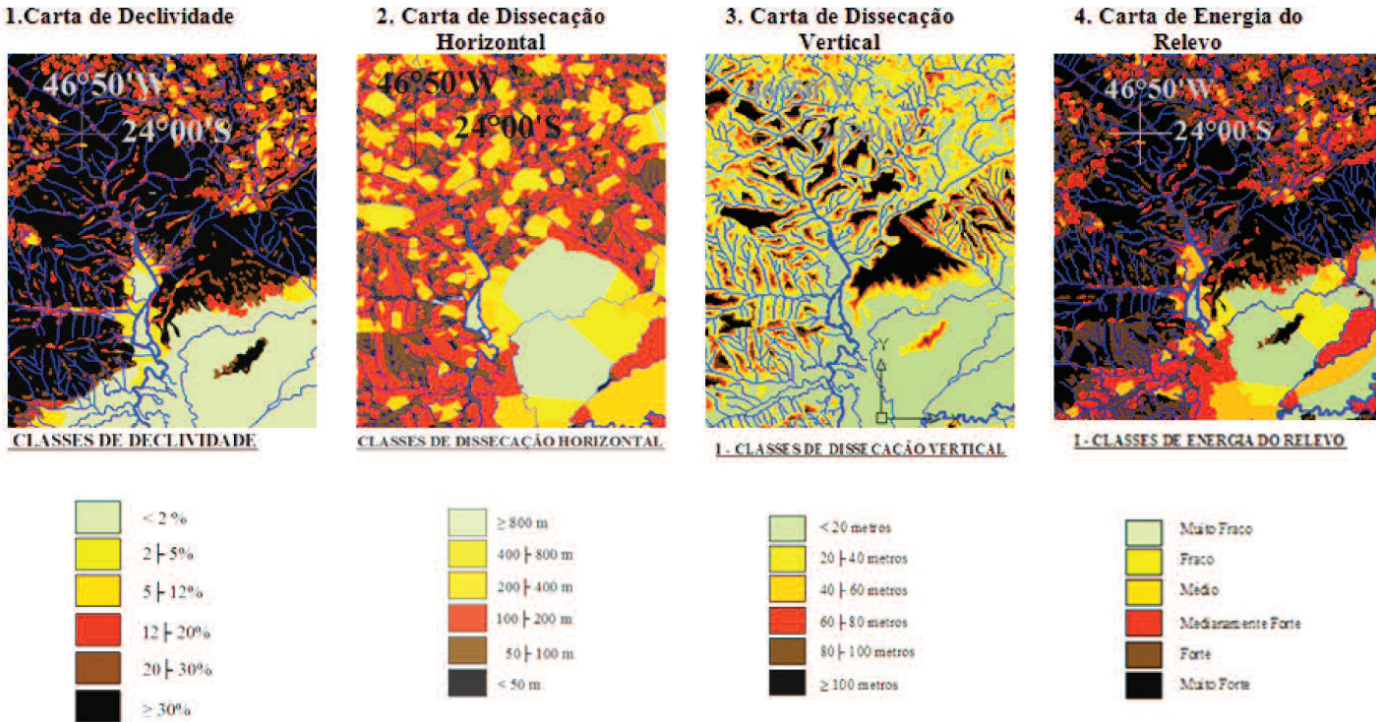 1.Carta de Declividade
2. Carta de Dissecação
Horizontal
3. Carta de Dissecação
Vertical
4. Carta de Energia do
Relevo
46°50'W
24°00'S
46°50'W
24°00'S
46°50'W
24°00'S
Y
CLASSES DE DECLIVIDADE
< 2 %
2├ 5%
5├ 12%
12├ 20%
20├ 30%
≥ 30%
CLASSES DE DISSECAÇÃO HORIZONTAL
≥ 800 m
400├ 800 m
200├ 400 m
100├ 200 m
50├ 100 m
< 50 m
I - CLASSES DE DISSECAÇÃO VERTICAL
< 20 metros
20├ 40 metros
40├ 60 metros
60├ 80 metros
80├ 100 metros
≥ 100 metros
I - CLASSES DE ENERGIA DO RELEVO
Muito Fraco
Fraco
Médio
Medianamente Forte
Forte
Muito Forte